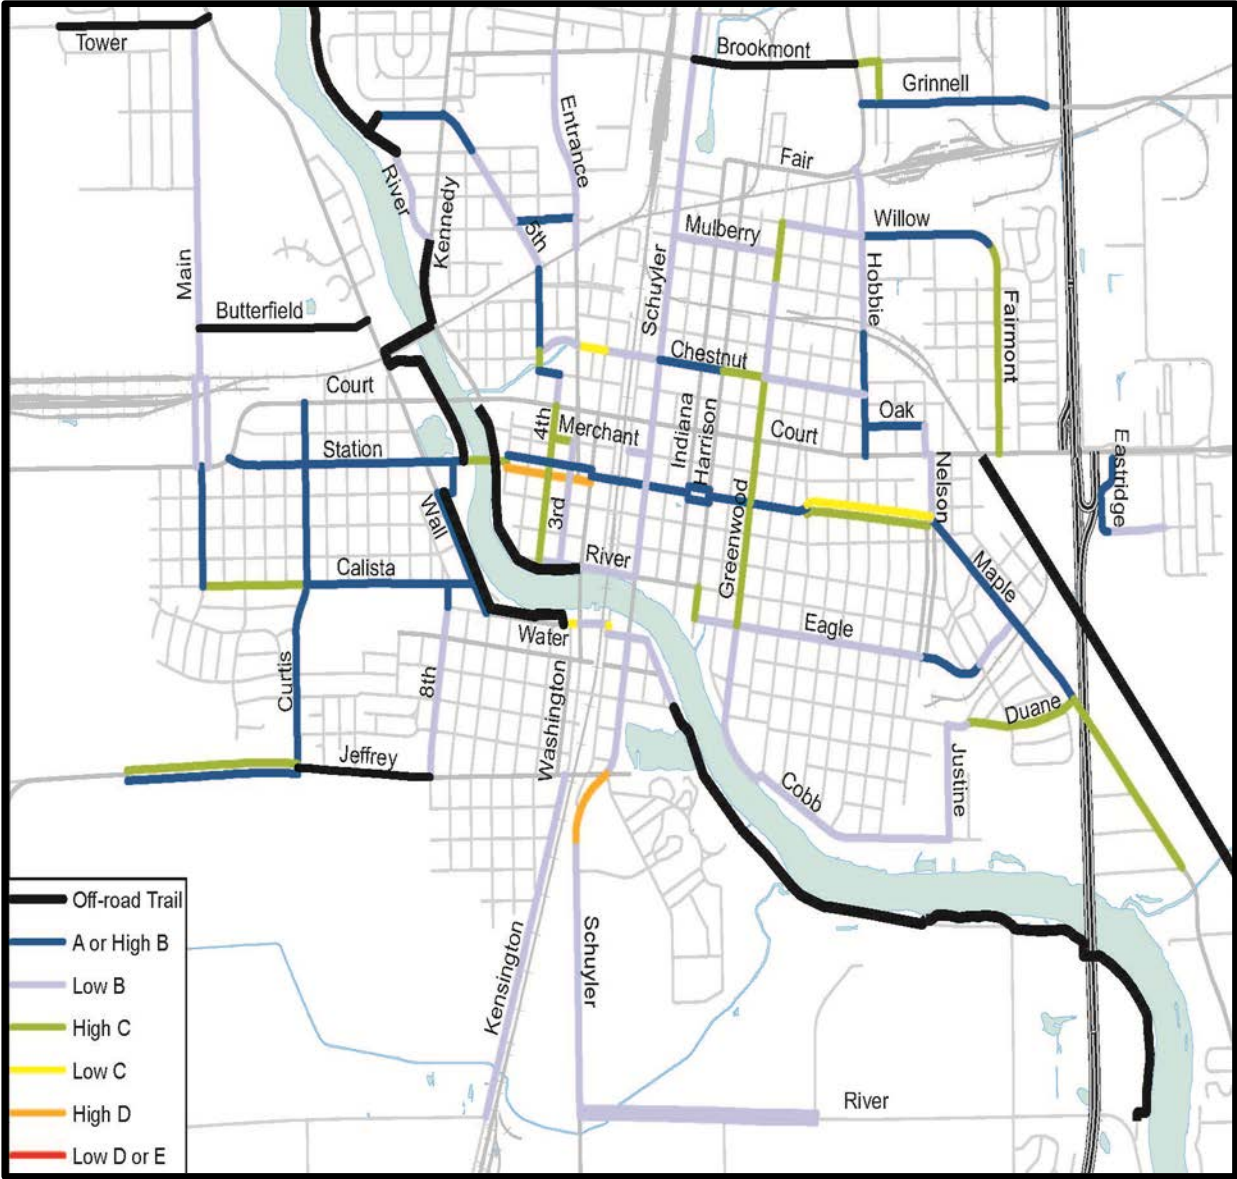 Tower
Brookmont
Grinnell
Entrance
Fair
River
Kennedy
5th
Mulberry
Willow
Main
Schuyler
Hobbie
Fairmont
Butterfield
Chestnut
Court
4th
Merchant
Indiana
Harrison
Court
Oak
Station
Nelson
Eastridge
Wall
3rd
Greenwood
River
Calista
Maple
Water
Eagle
Curtis
8th
Washington
Duane
Jeffrey
Justine
Cobb
Kensington
Schuyler
River
Off-road Trail
A or High B
Low B
High C
Low C
High D
Low D or E